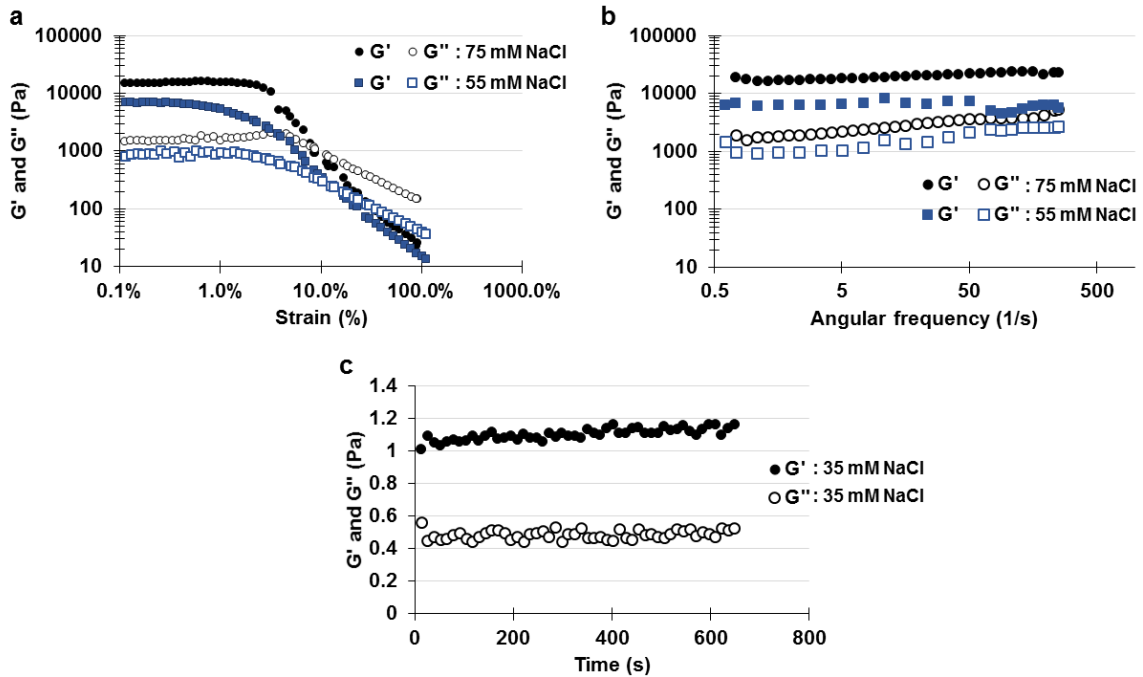 a
100000
10000
1000
100
10
G' and G" (Pa)
0.1% 1.0% 10.0% 100.0% 1000.0%
Strain (%)
G' G" : 75 mM NaCl
G' G" : 55 mM NaCl
b
100000
10000
1000
100
10
G' and G" (Pa)
0.5 5 50 500
Angular frequency (1/s)
G' G" : 75 mM NaCl
G' G" : 55 mM NaCl
c
1.4
1.2
1
0.8
0.6
0.4
0.2
0
G' and G" (Pa)
0 200 400 600 800
Time (s)
G' : 35 mM NaCl
G" : 35 mM NaCl